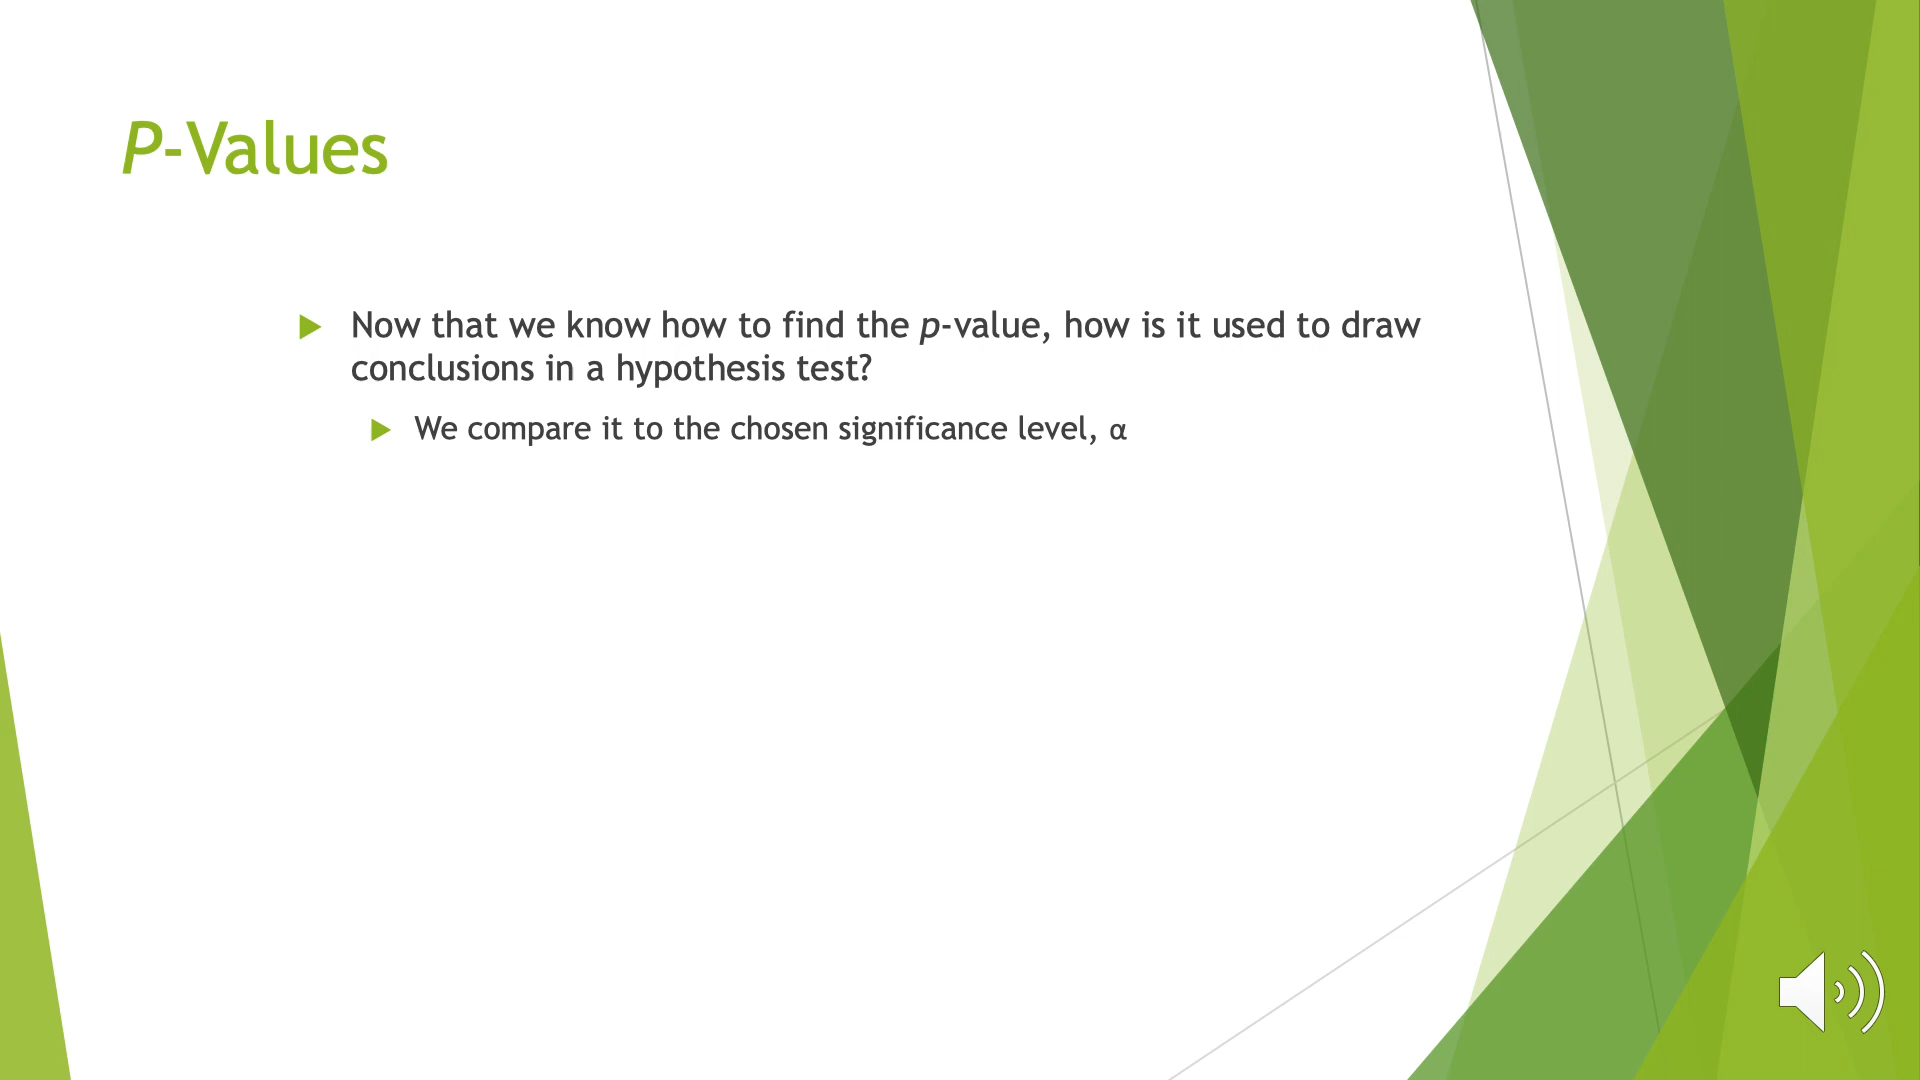 P-Values
Now that we know how to find the p-value, how is it used to draw
conclusions in a hypothesis test?
We compare it to the chosen significance level, α